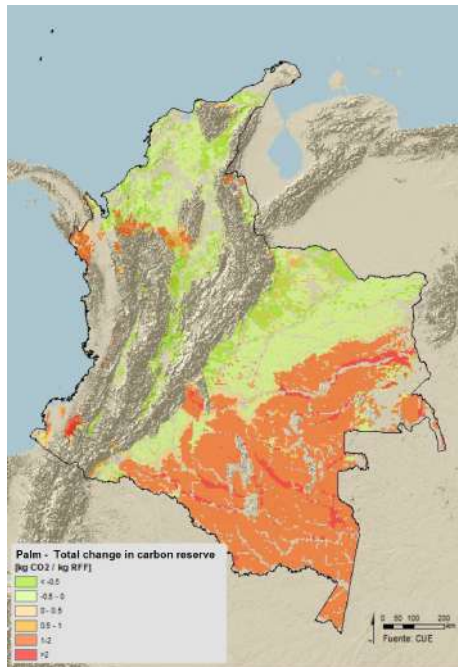 Palm - Total change in carbon reserve
[kg CO2 / kg RFF]
< -0.5
-0.5 - 0
0 - 0.5
0.5 - 1
1-2
>2
0 50 100 200
km
Fuente: CUE